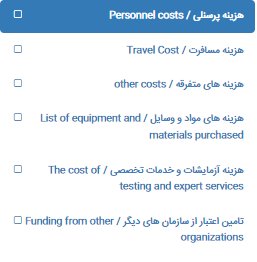 هزینه پرسنلی / Personnel costs
هزینه مسافرت / Travel Cost
هزینه های متفرقه / other costs
هزینه های مواد و وسایل / List of equipment and
materials purchased
هزینه آزمایشات و خدمات تخصصی / The cost of
testing and expert services
تامین اعتبار از سازمان های دیگر / Funding from other
organizations